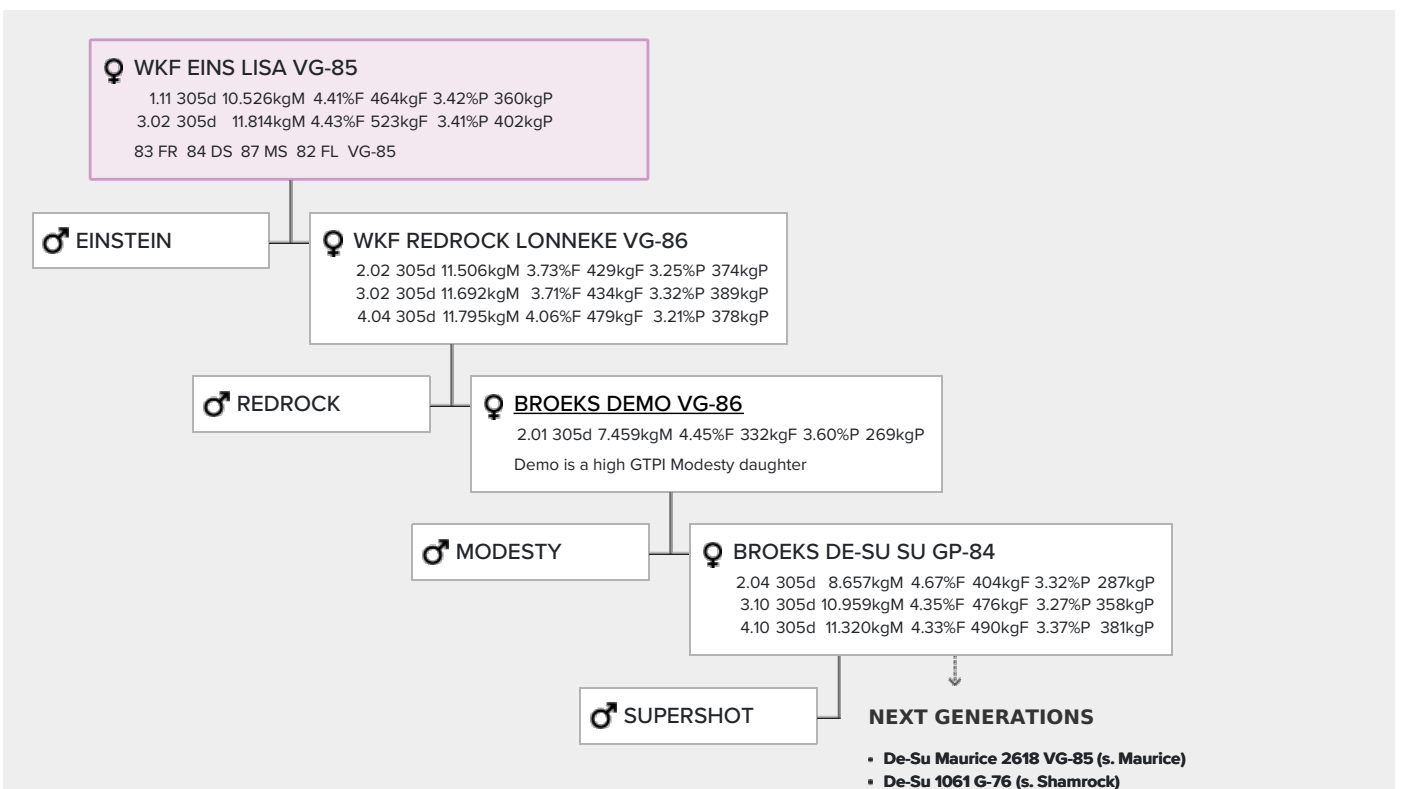 WKF EINS LISA VG-85
1.11 305d 10.526kgM 4.41%F 464kgF 3.42%P 360kgP
3.02 305d 11.814kgM 4.43%F 523kgF 3.41%P 402kgP
83 FR 84 DS 87 MS 82 FL VG-85
EINSTEIN
WKF REDROCK LONNEKE VG-86
2.02 305d 11.506kgM 3.73%F 429kgF 3.25%P 374kgP
3.02 305d 11.692kgM 3.71%F 434kgF 3.32%P 389kgP
4.04 305d 11.795kgM 4.06%F 479kgF 3.21%P 378kgP
REDROCK
BROEKS DEMO VG-86
2.01 305d 7.459kgM 4.45%F 332kgF 3.60%P 269kgP
Demo is a high GTPI Modesty daughter
MODESTY
BROEKS DE-SU SU GP-84
2.04 305d 8.657kgM 4.67%F 404kgF 3.32%P 287kgP
3.10 305d 10.959kgM 4.35%F 476kgF 3.27%P 358kgP
4.10 305d 11.320kgM 4.33%F 490kgF 3.37%P 381kgP
SUPERSHOT
NEXT GENERATIONS
• De-Su Maurice 2618 VG-85 (s. Maurice)
• De-Su 1061 G-76 (s. Shamrock)